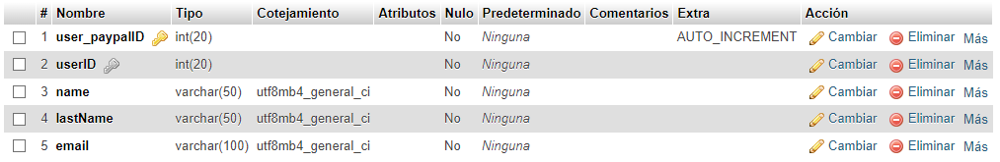 # Nombre Tipo Cotejamiento Atributos Nulo Predeterminado Comentarios Extra Acción
1 user_paypalID int(20) No Ninguna AUTO_INCREMENT Cambiar Eliminar Más
2 userID int(20) No Ninguna Cambiar Eliminar Más
3 name varchar(50) utf8mb4_general_ci No Ninguna Cambiar Eliminar Más
4 lastName varchar(50) utf8mb4_general_ci No Ninguna Cambiar Eliminar Más
5 email varchar(100) utf8mb4_general_ci No Ninguna Cambiar Eliminar Más